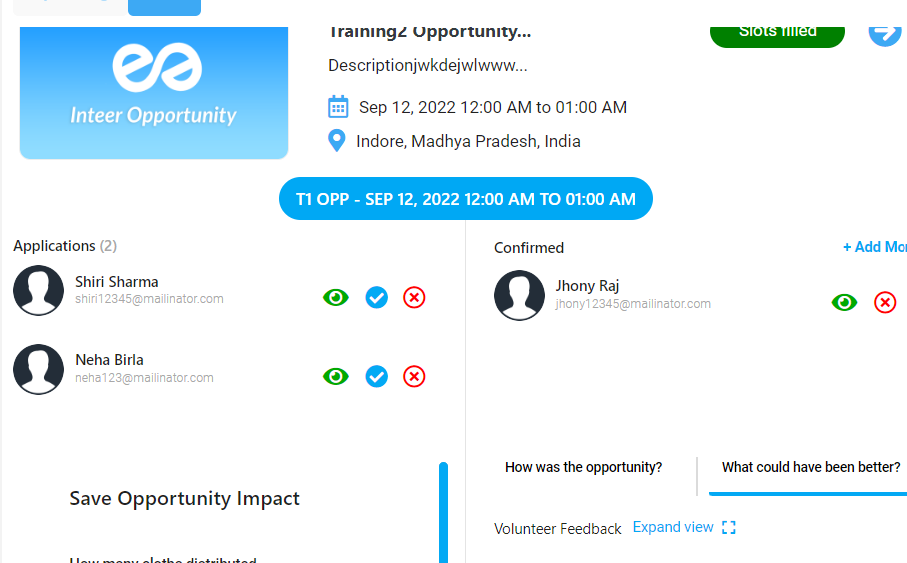 Training2 Opportunity...
Slots filled
Descriptionjwkdejwlwww...
Inteer Opportunity
Sep 12, 2022 12:00 AM to 01:00 AM
Indore, Madhya Pradesh, India
T1 OPP - SEP 12, 2022 12:00 AM TO 01:00 AM
Applications (2)
Shiri Sharma
shiri12345@mailinator.com
Neha Birla
neha123@mailinator.com
Confirmed
+ Add Mor
Jhony Raj
jhony12345@mailinator.com
Save Opportunity Impact
How many cloths distributed
How was the opportunity?
What could have been better?
Volunteer Feedback Expand view